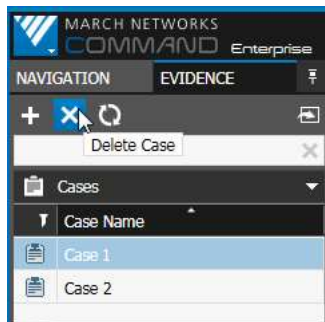 MARCH NETWORKS
COMMAND Enterprise
NAVIGATION EVIDENCE
Delete Case
Cases
Case Name
Case 1
Case 2